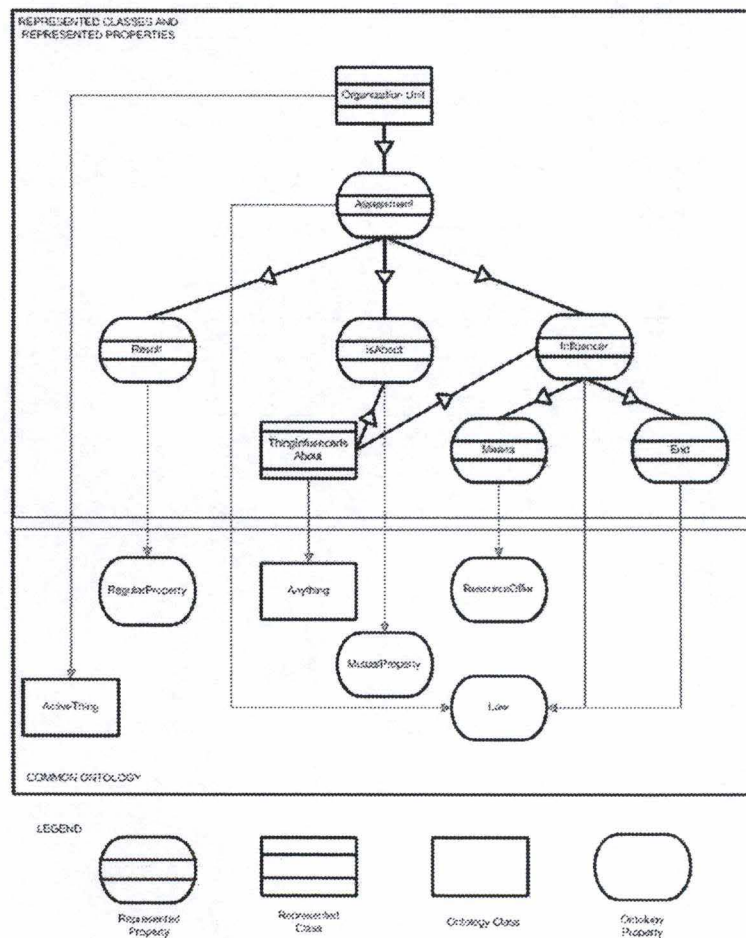 REPRESENTED CLASSES AND
REPRESENTED PROPERTIES
Organization Unit
Assessment
Result
isAbout
Influencer
About
Means
End
RegularProperty
Anything
ResourceOffer
MutualProperty
ActiveThing
Law
COMMON ONTOLOGY
LEGEND
Represented
Property
Represented
Class
Ontology Class
Ontology
Property